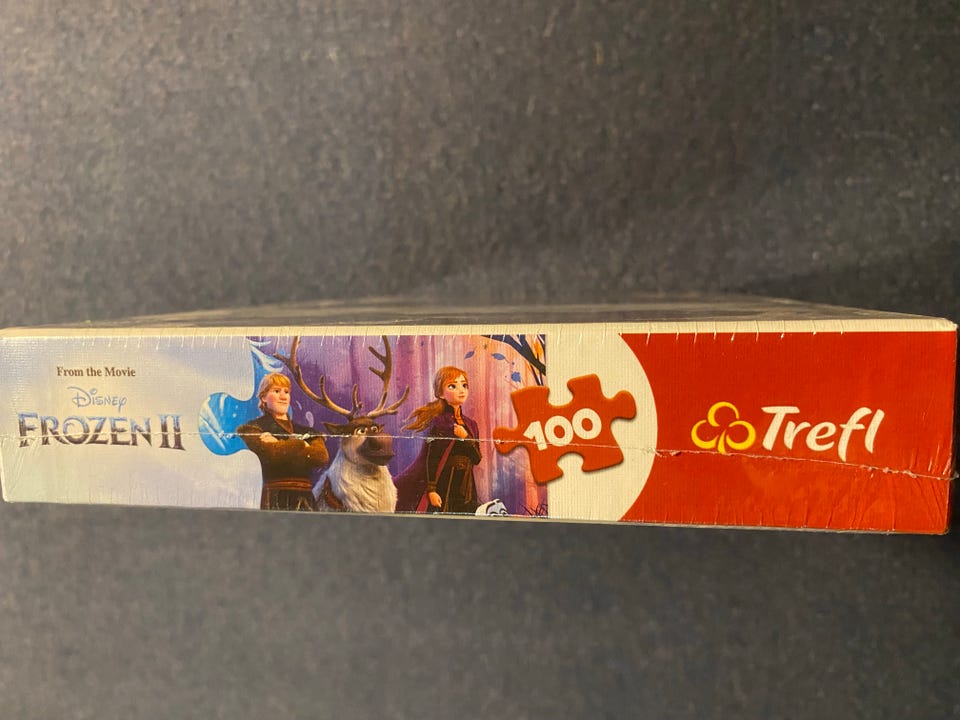 From the Movie
Disney
FROZEN II
100
Trefl